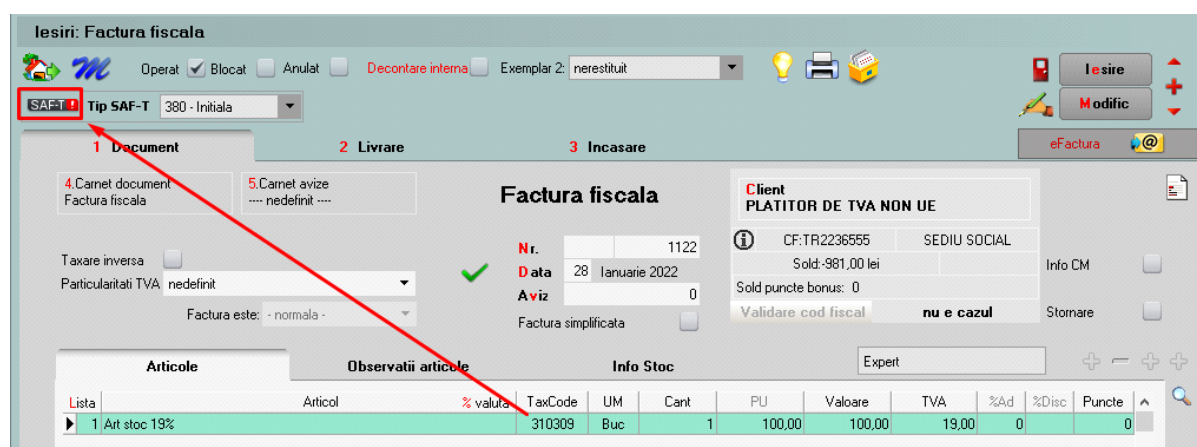 Iesiri: Factura fiscala
Operat Blocat Anulat Decontare interna Exemplar 2: nerestituit
Iesire
SAF-T Tip SAF-T 380 - Initiala
Modific
1 Document 2 Livrare 3 Incasare
eFactura
4.Carnet document
Factura fiscala
5.Carnet avize
---- nedefinit ----
Factura fiscala
Client
PLATITOR DE TVA NON UE
Nr. 1122
CF:TR2236555 SEDIU SOCIAL
Taxare inversa
Data 28 Ianuarie 2022
Sold:-981,00 lei
Info CM
Particularitati TVA nedefinit
Aviz 0
Sold puncte bonus: 0
Factura este: - normala -
Factura simplificata
Validare cod fiscal nu e cazul
Stornare
Articole Observatii articole Info Stoc
Expert
Lista Articol % valuta TaxCode UM Cant PU Valoare TVA %Ad %Disc Puncte
1 Art stoc 19% 310309 Buc 1 100,00 100,00 19,00 0 0